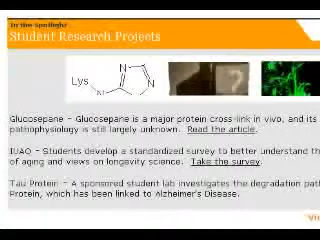 In the Spotlight
Student Research Projects
Lys
N
N
Glucosepane – Glucosepane is a major protein cross-link in vivo, and its
pathophysiology is still largely unknown. Read the article.
IUAO – Students develop a standardized survey to better understand the
of aging and views on longevity science. Take the survey.
Tau Protein – A sponsored student lab investigates the degradation pat
Protein, which has been linked to Alzheimer's Disease.